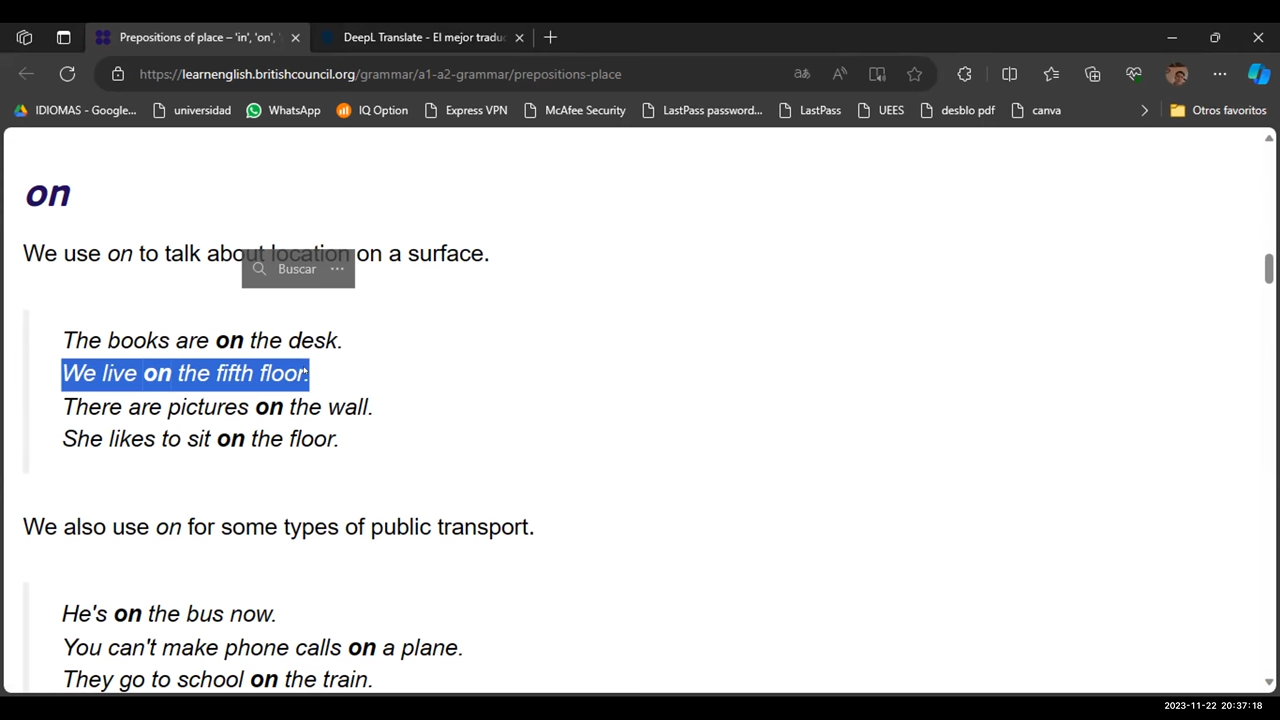 Prepositions of place – 'in', 'on', '
DeepL Translate - El mejor traduc
https://learnenglish.britishcouncil.org/grammar/a1-a2-grammar/prepositions-place
IDIOMAS - Google... universidad WhatsApp IQ Option Express VPN McAfee Security LastPass password... LastPass UEES desblo pdf canva Otros favoritos
on
We use on to talk about location on a surface.
Buscar ...
The books are on the desk.
We live on the fifth floor.
There are pictures on the wall.
She likes to sit on the floor.
We also use on for some types of public transport.
He's on the bus now.
You can't make phone calls on a plane.
They go to school on the train.
2023-11-22 20:37:18